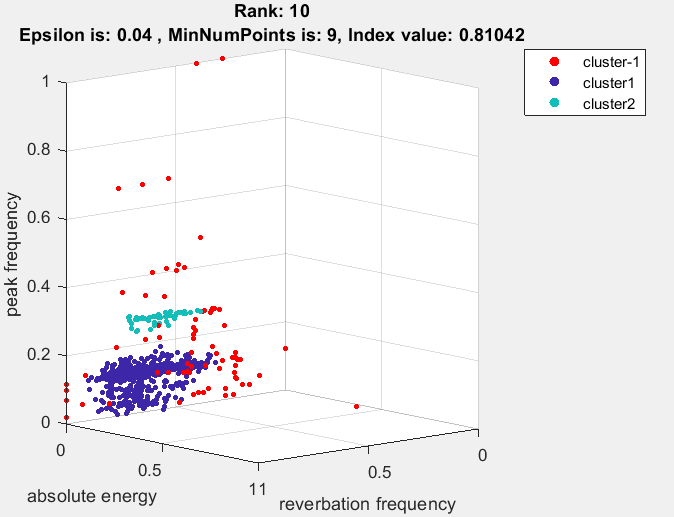 Rank: 10
Epsilon is: 0.04 , MinNumPoints is: 9, Index value: 0.81042
cluster-1
cluster1
cluster2
1
0.8
0.6
0.4
0.2
0
peak frequency
0
0.5
11
0.5
0
absolute energy
reverbation frequency